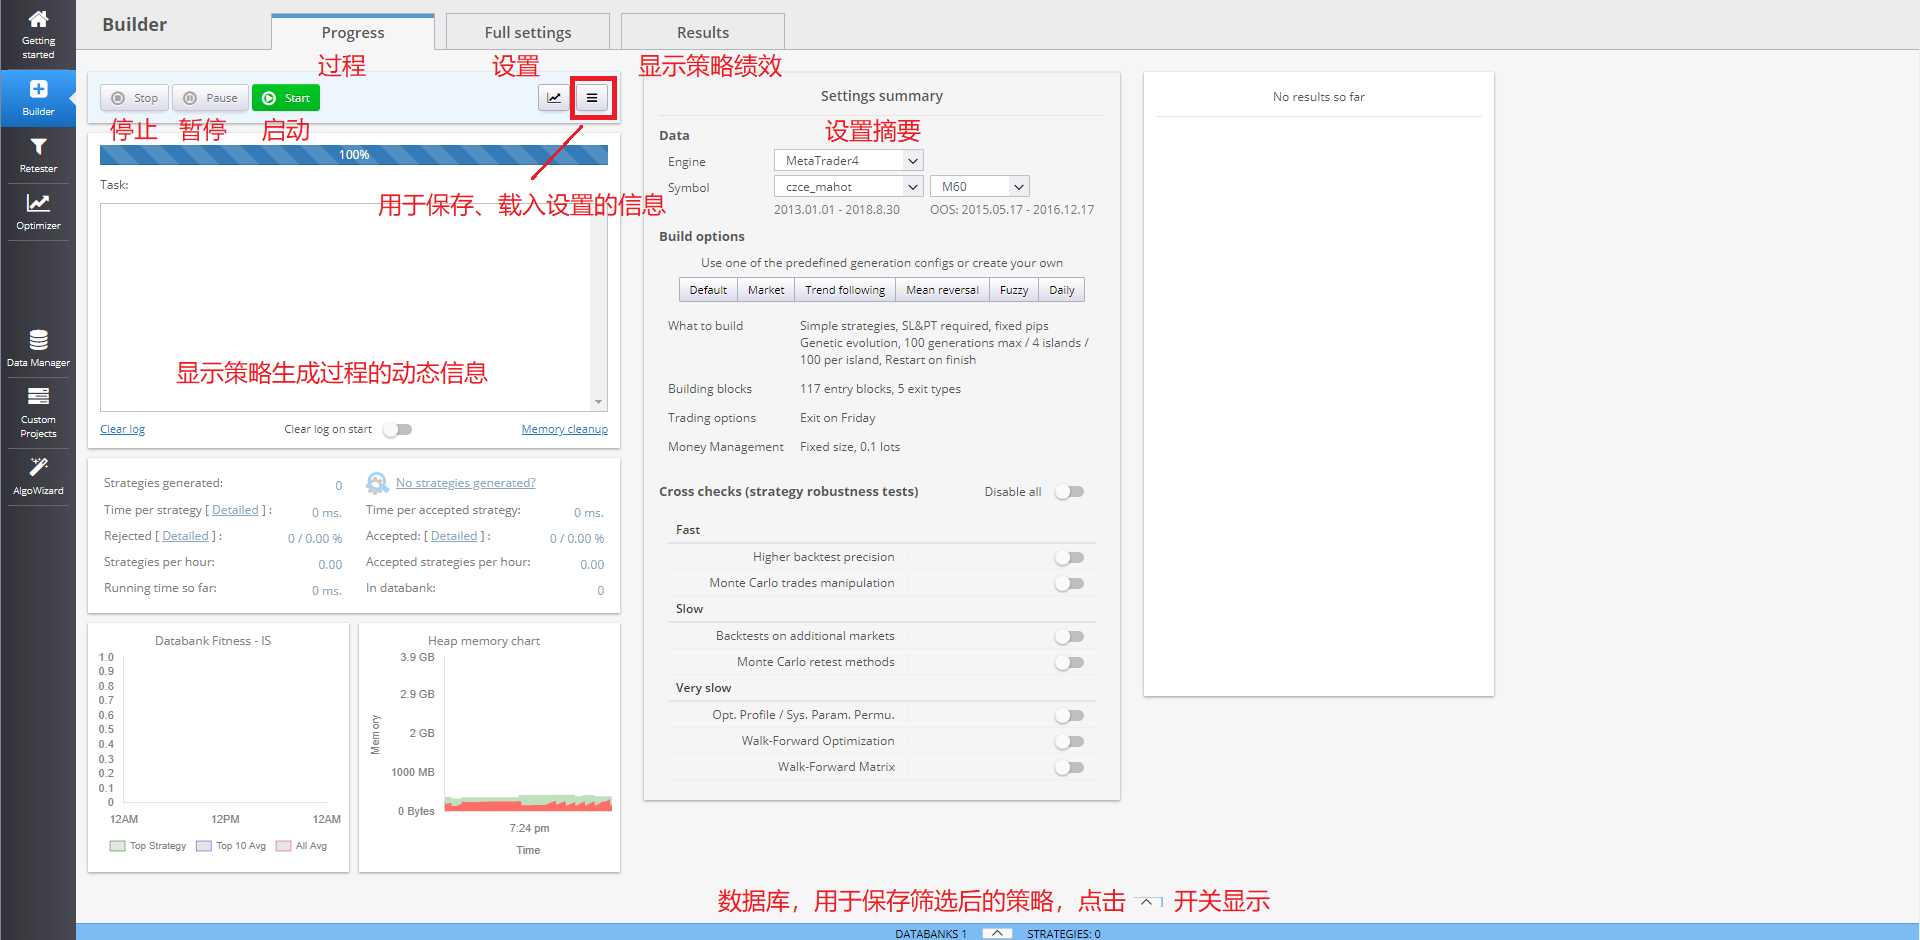 Getting
started
Builder
Retester
Optimizer
Data Manager
Custom
Projects
AlgoWizard
Builder
Progress
Full settings
Results
过程
设置
显示策略绩效
Stop
Pause
Start
停止
暂停
启动
100%
Task:
用于保存、载入设置的信息
显示策略生成过程的动态信息
Clear log
Clear log on start
Memory cleanup
Strategies generated:
0
No strategies generated?
Time per strategy [ Detailed ] :
0 ms.
Time per accepted strategy:
0 ms.
Rejected [ Detailed ] :
0 / 0.00 %
Accepted: [ Detailed ] :
0 / 0.00 %
Strategies per hour:
0.00
Accepted strategies per hour:
0.00
Running time so far:
0 ms.
In databank:
0
Databank Fitness - IS
1.0
0.9
0.8
0.7
0.6
0.5
0.4
0.3
0.2
0.1
0
12AM
12PM
12AM
Top Strategy
Top 10 Avg
All Avg
Heap memory chart
3.9 GB
2.9 GB
2 GB
1000 MB
0 Bytes
Memory
7:24 pm
Time
Settings summary
设置摘要
Data
Engine
MetaTrader4
Symbol
czce_mahot
M60
2013.01.01 - 2018.8.30
OOS: 2015.05.17 - 2016.12.17
Build options
Use one of the predefined generation configs or create your own
Default
Market
Trend following
Mean reversal
Fuzzy
Daily
What to build
Simple strategies, SL&PT required, fixed pips
Genetic evolution, 100 generations max / 4 islands /
100 per island, Restart on finish
Building blocks
117 entry blocks, 5 exit types
Trading options
Exit on Friday
Money Management
Fixed size, 0.1 lots
Cross checks (strategy robustness tests)
Disable all
Fast
Higher backtest precision
Monte Carlo trades manipulation
Slow
Backtests on additional markets
Monte Carlo retest methods
Very slow
Opt. Profile / Sys. Param. Permu.
Walk-Forward Optimization
Walk-Forward Matrix
No results so far
数据库，用于保存筛选后的策略，点击 开关显示
DATABANKS 1
STRATEGIES: 0